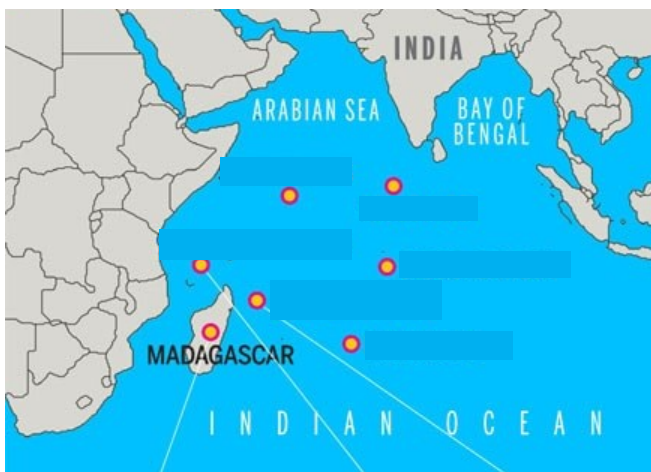 INDIA
ARABIAN SEA
BAY OF
BENGAL
MADAGASCAR
INDIAN OCEAN